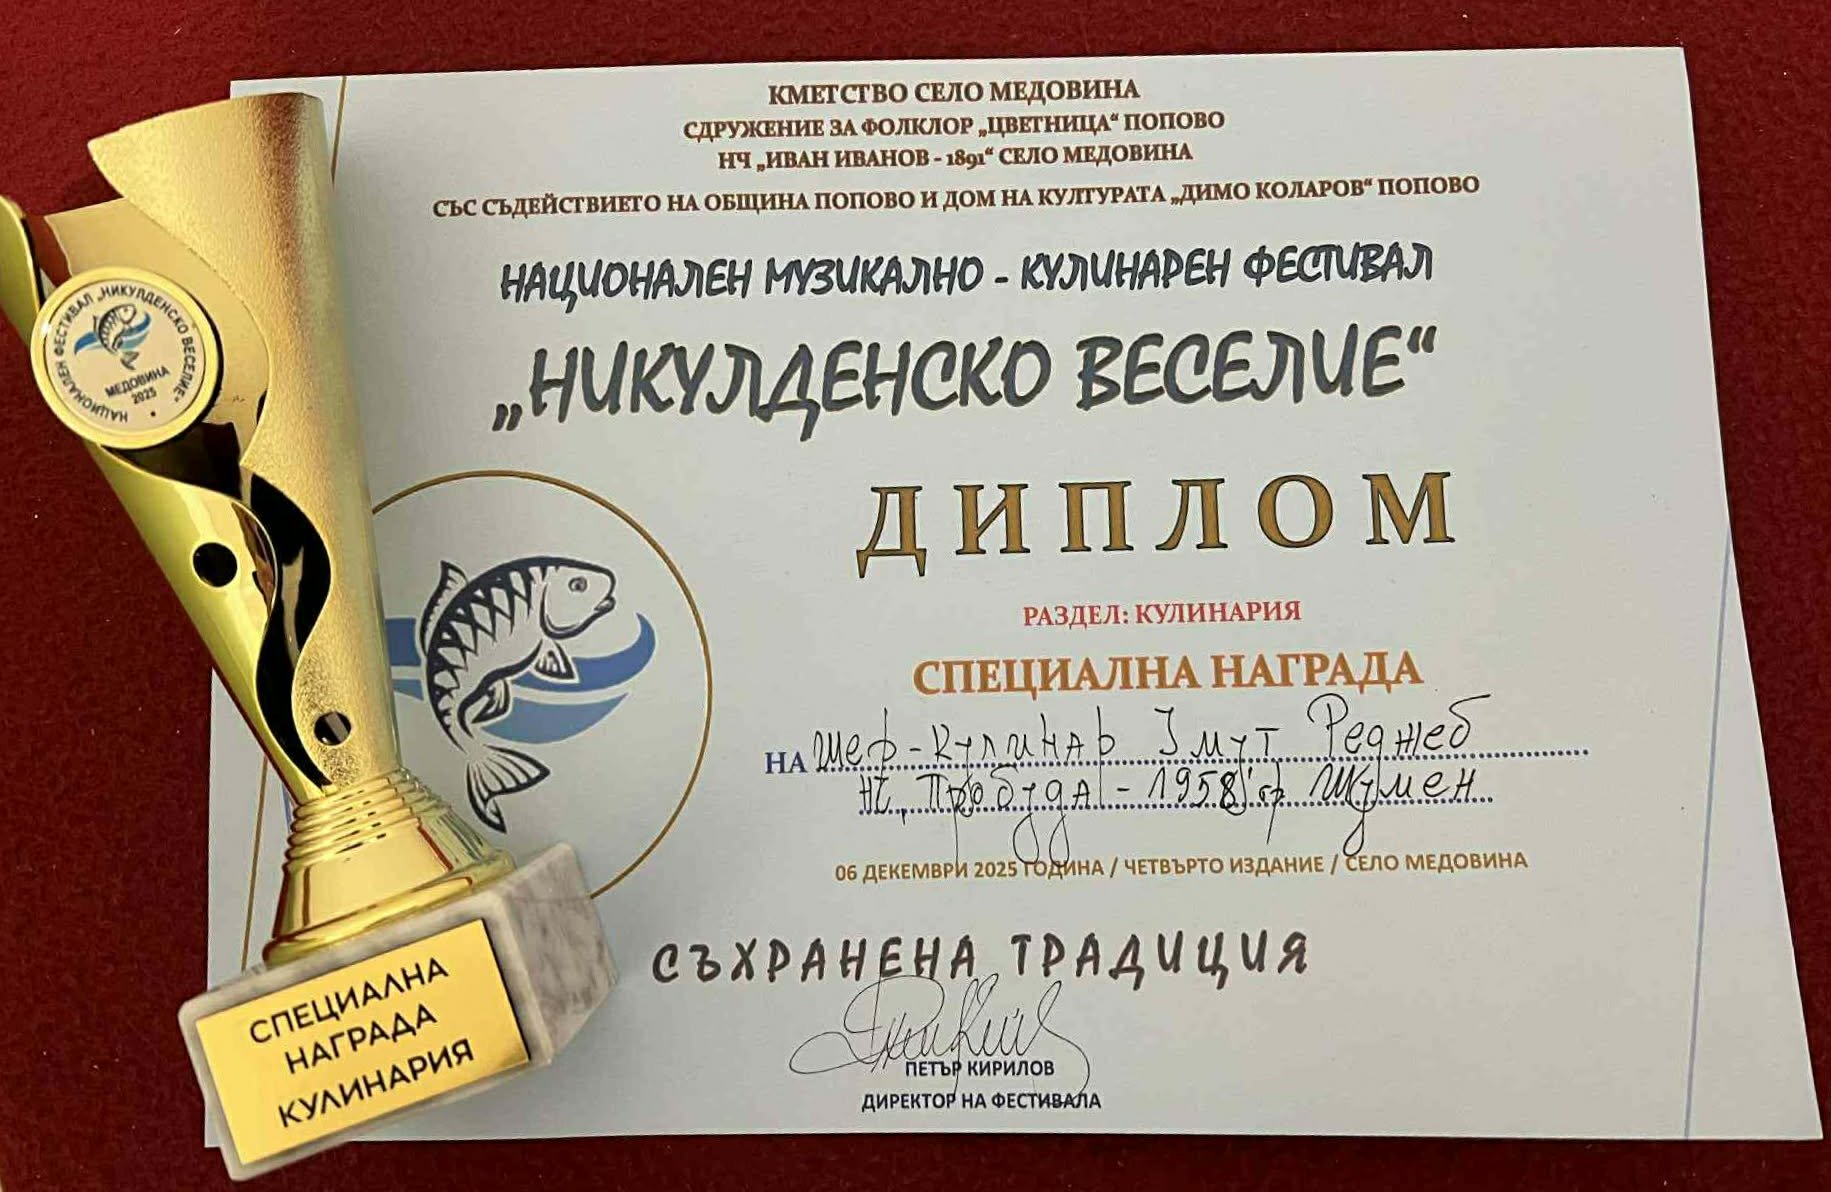 КМЕТСТВО СЕЛО МЕДОВИНА
СДРУЖЕНИЕ ЗА ФОЛКЛОР „ЦВЕТНИЦА“ ПОПОВО
НЧ „ИВАН ИВАНОВ - 1891“ СЕЛО МЕДОВИНА
СЪС СЪДЕЙСТВИЕТО НА ОБЩИНА ПОПОВО И ДОМ НА КУЛТУРАТА „ДИМО КОЛАРОВ“ ПОПОВО
НАЦИОНАЛЕН МУЗИКАЛНО - КУЛИНАРЕН ФЕСТИВАЛ
„НИКУЛДЕНСКО ВЕСЕЛИЕ“
ДИПЛОМ
РАЗДЕЛ: КУЛИНАРИЯ
СПЕЦИАЛНА НАГРАДА
НА шеф-кулинар Умут Реджеб
НЧ „Пробуда - 1958" гр Шумен
06 ДЕКЕМВРИ 2025 ГОДИНА / ЧЕТВЪРТО ИЗДАНИЕ / СЕЛО МЕДОВИНА
СЪХРАНЕНА ТРАДИЦИЯ
ПЕТЪР КИРИЛОВ
ДИРЕКТОР НА ФЕСТИВАЛА
НАЦИОНАЛЕН ФЕСТИВАЛ „НИКУЛДЕНСКО ВЕСЕЛИЕ“
МЕДОВИНА
2025
СПЕЦИАЛНА
НАГРАДА
КУЛИНАРИЯ